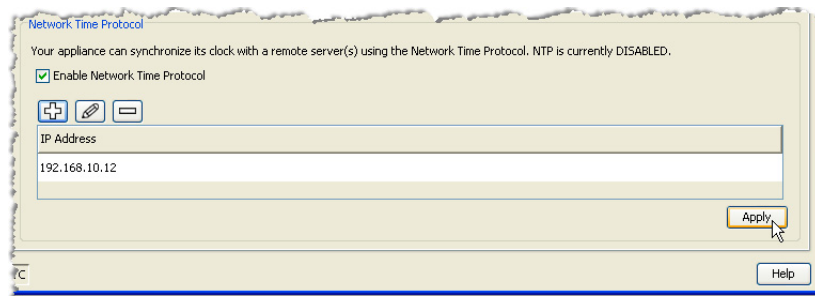 Network Time Protocol
Your appliance can synchronize its clock with a remote server(s) using the Network Time Protocol. NTP is currently DISABLED.
Enable Network Time Protocol
IP Address
192.168.10.12
Apply
Help